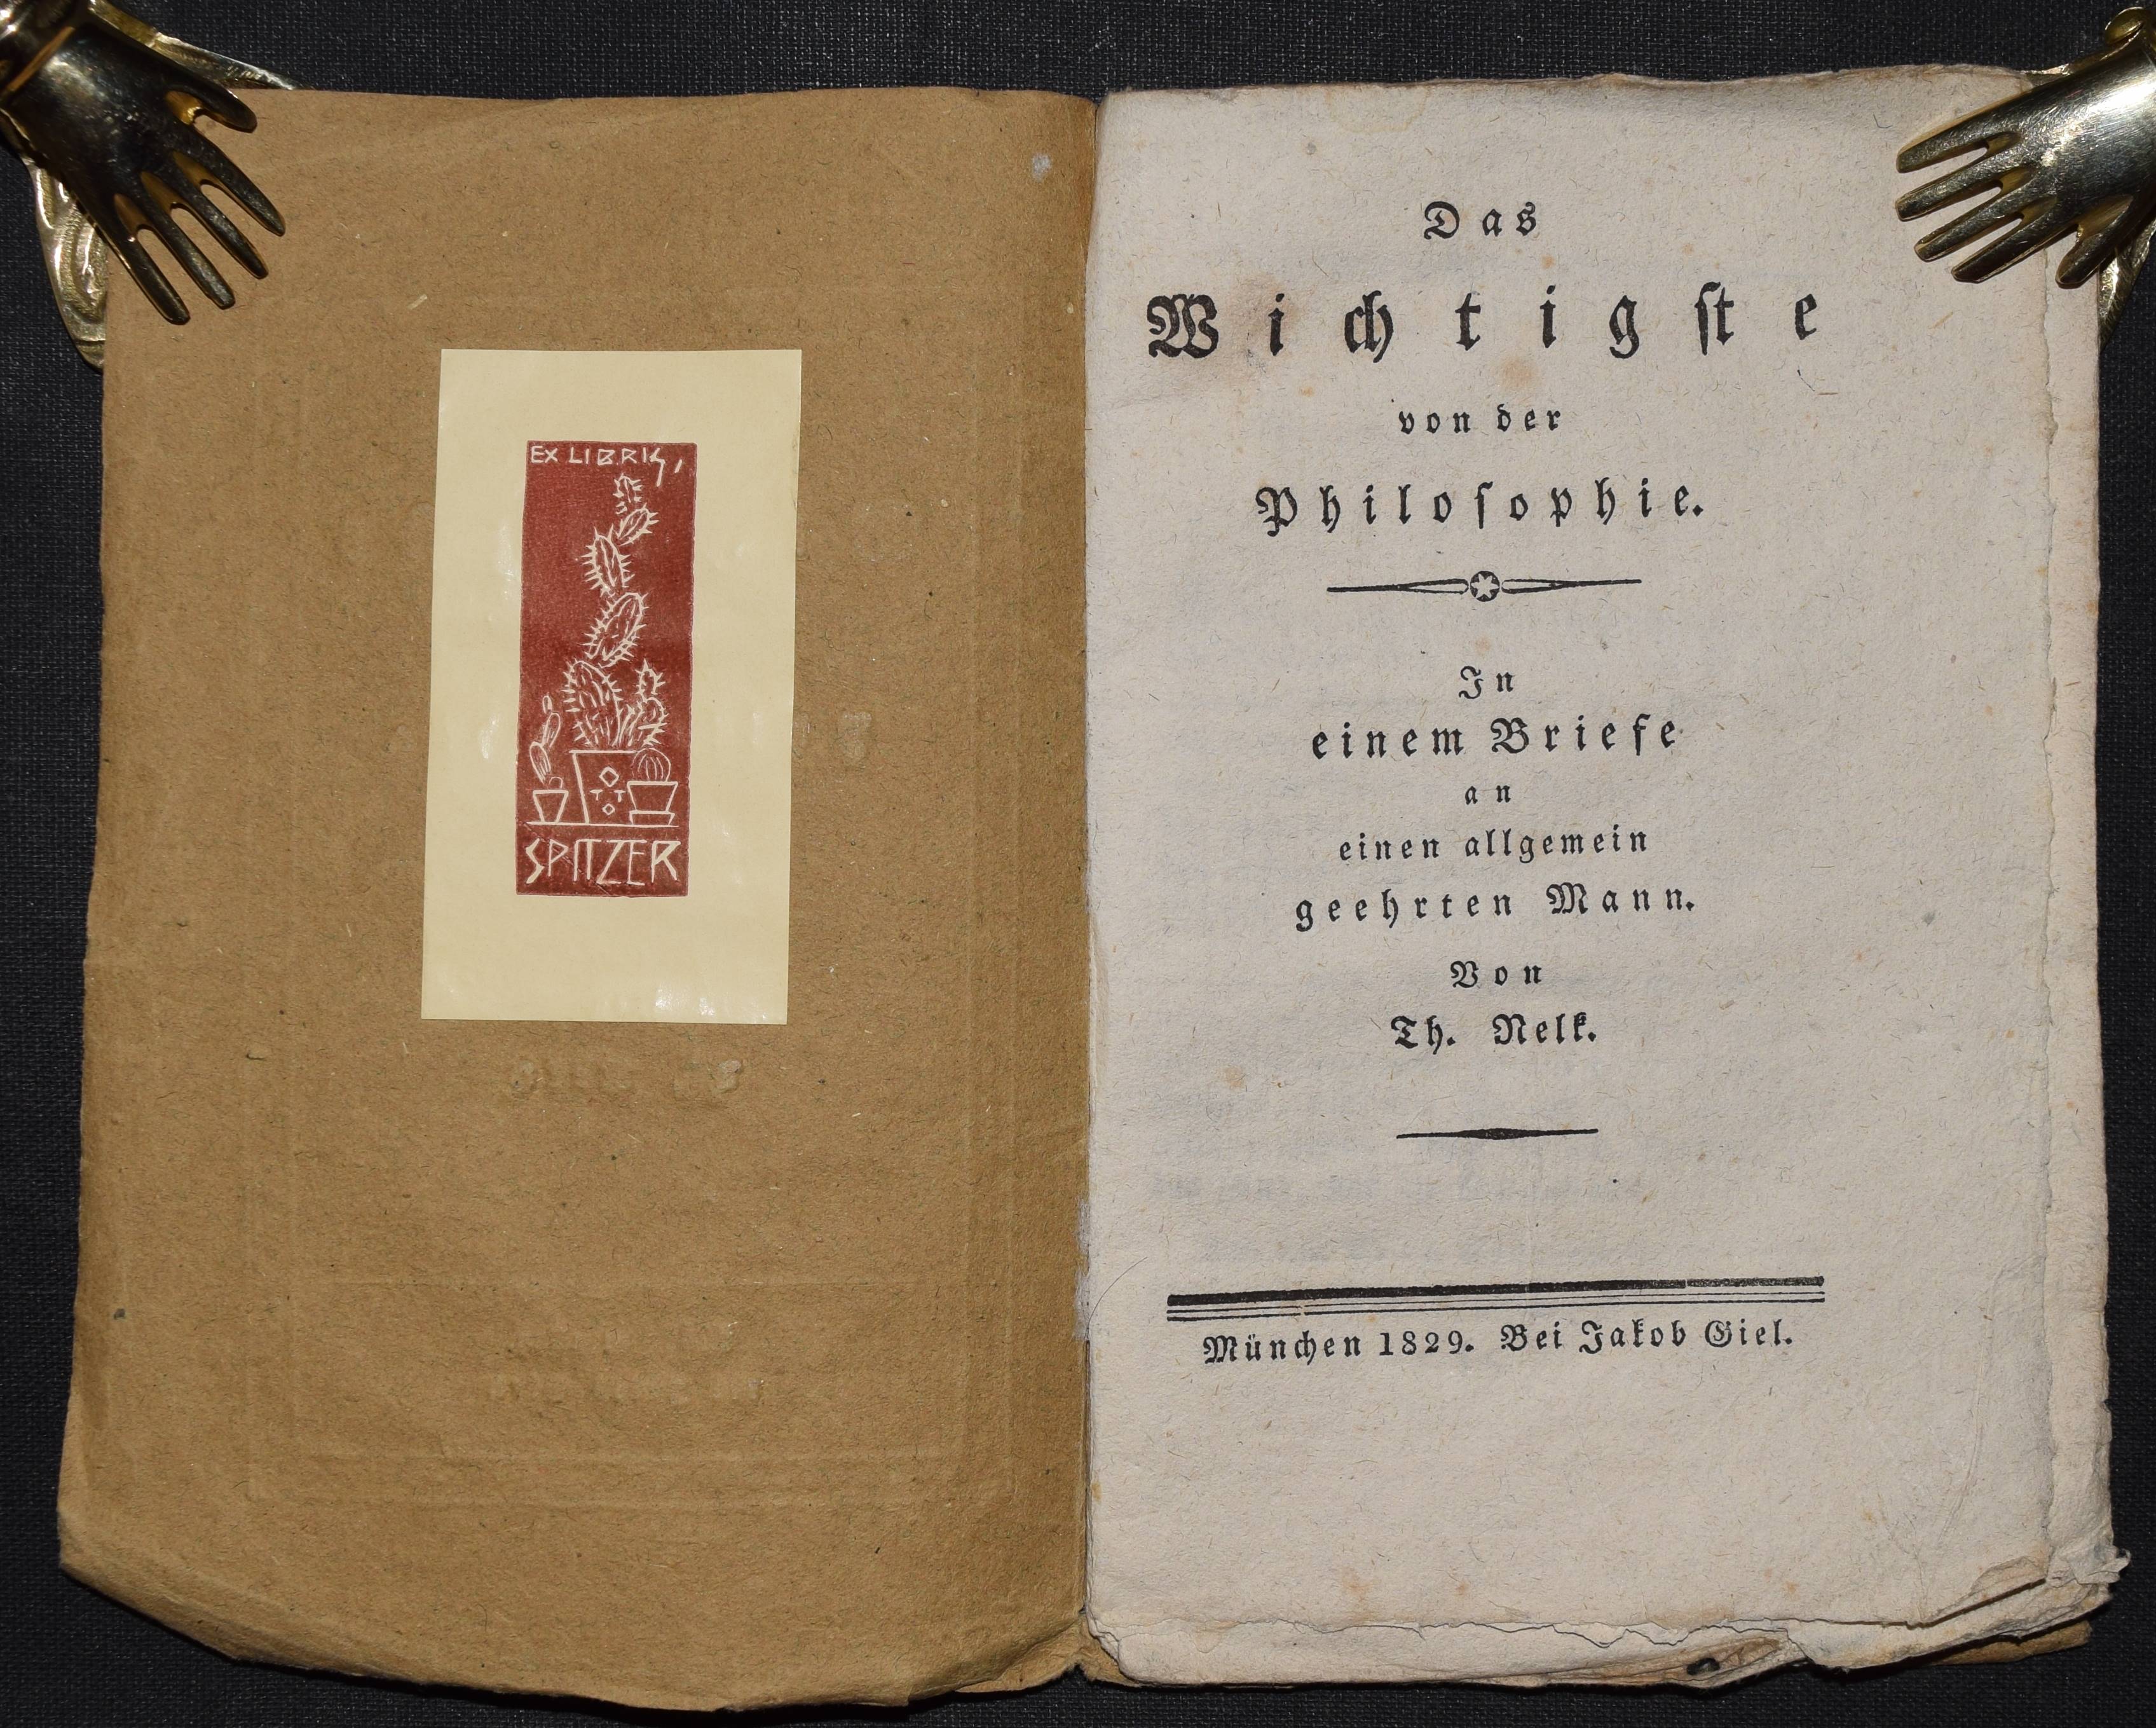 EX LIBRIS,
SPITZER
Das
Wichtigſte
von der
Philoſophie.
In
einem Briefe
an
einen allgemein
geehrten Mann.
Von
Th. Nelk.
München 1829. Bei Jakob Giel.